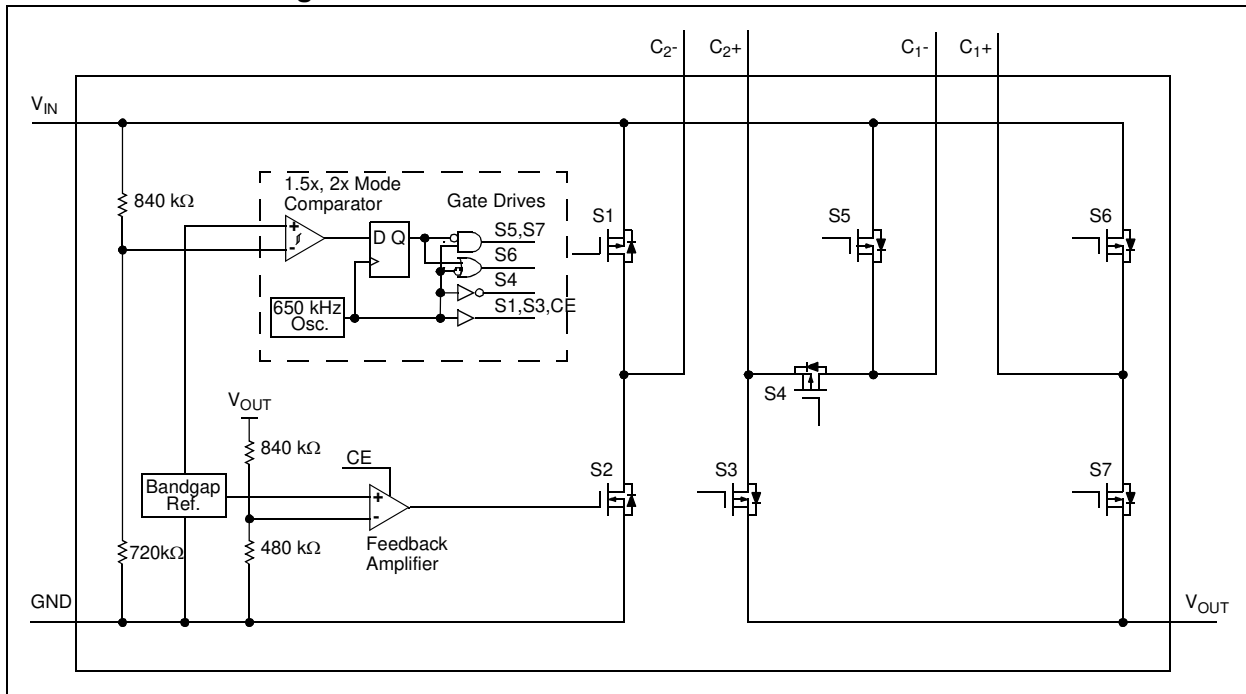 g
C2- C2+ C1- C1+
VIN
840 kΩ
1.5x, 2x Mode
Comparator
Gate Drives
+
-
D Q
S5,S7
S6
S4
S1,S3,CE
650 kHz
Osc.
S1
S5
S6
S4
VOUT
840 kΩ
CE
S2
S3
S7
Bandgap
Ref.
+
-
720kΩ
480 kΩ
Feedback
Amplifier
GND
VOUT